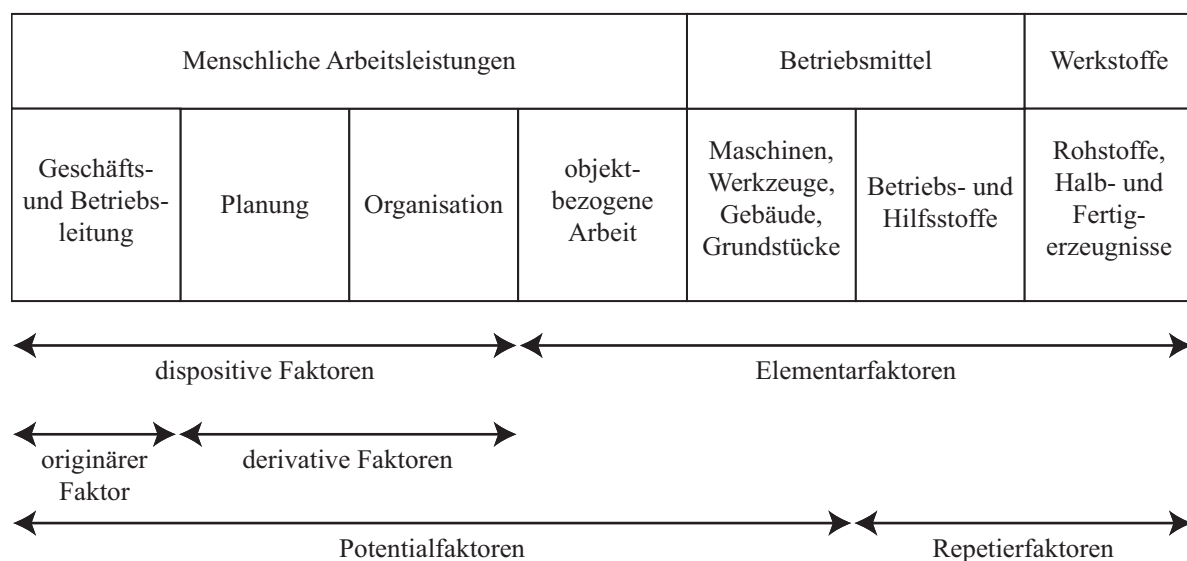 Menschliche Arbeitsleistungen
Betriebsmittel
Werkstoffe
Geschäfts-
und Betriebs-
leitung
Planung
Organisation
objekt-
bezogene
Arbeit
Maschinen,
Werkzeuge,
Gebäude,
Grundstücke
Betriebs- und
Hilfsstoffe
Rohstoffe,
Halb- und
Fertig-
erzeugnisse
dispositive Faktoren
Elementarfaktoren
originärer
Faktor
derivative Faktoren
Potentialfaktoren
Repetierfaktoren